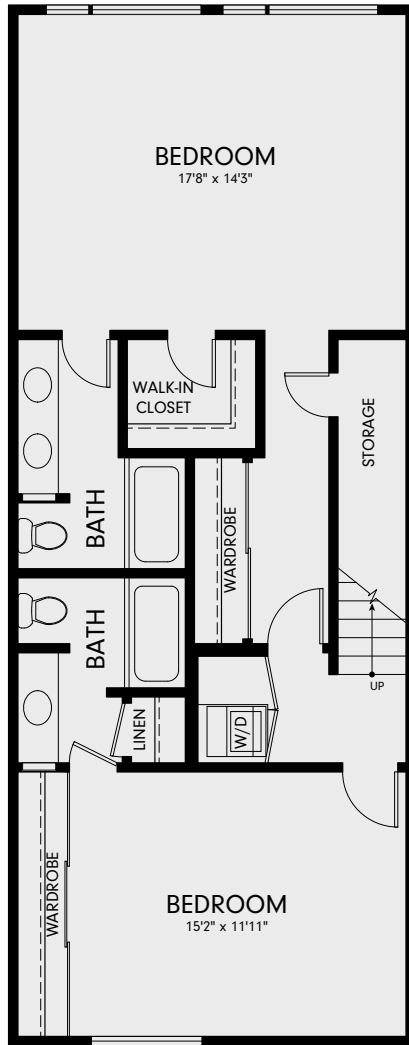 BEDROOM
17'8" x 14'3"
WALK-IN
CLOSET
STORAGE
BATH
WARDROBE
BATH
UP
LINEN
W/D
WARDROBE
BEDROOM
15'2" x 11'11"